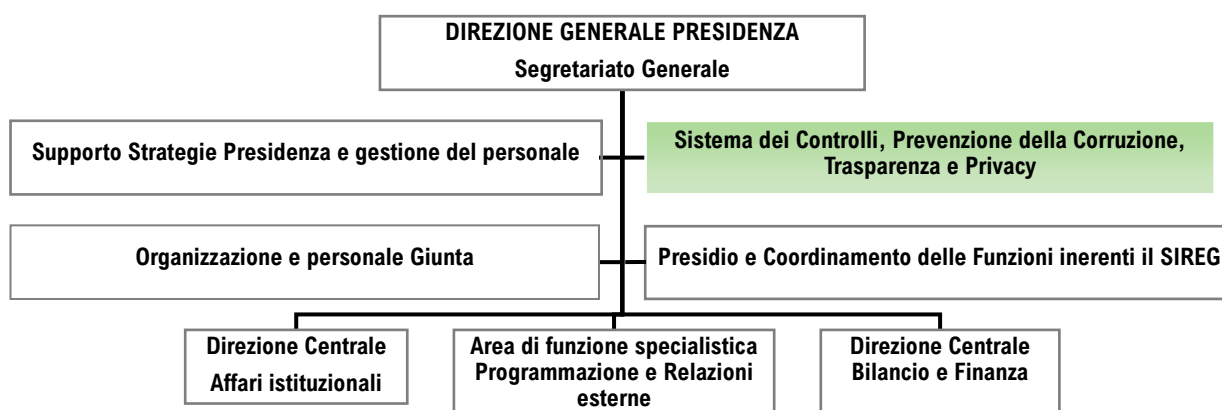 DIREZIONE GENERALE PRESIDENZA
Segretariato Generale
Supporto Strategie Presidenza e gestione del personale
Sistema dei Controlli, Prevenzione della Corruzione,
Trasparenza e Privacy
Organizzazione e personale Giunta
Presidio e Coordinamento delle Funzioni inerenti il SIREG
Direzione Centrale
Affari istituzionali
Area di funzione specialistica
Programmazione e Relazioni
esterne
Direzione Centrale
Bilancio e Finanza